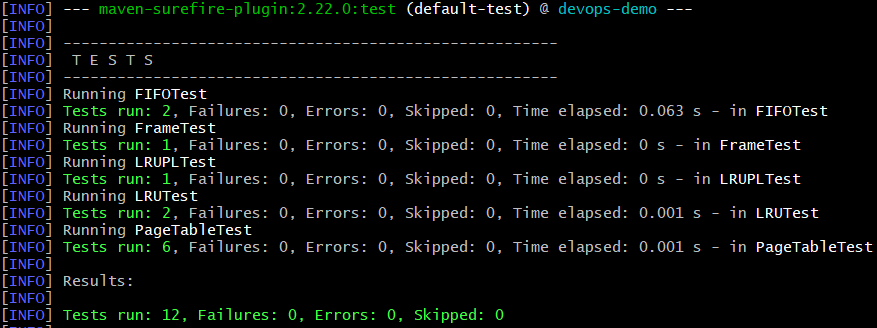 [INFO] --- maven-surefire-plugin:2.22.0:test (default-test) @ devops-demo ---
[INFO]
[INFO] -------------------------------------------------------
[INFO]  T E S T S
[INFO] -------------------------------------------------------
[INFO] Running FIFOTest
[INFO] Tests run: 2, Failures: 0, Errors: 0, Skipped: 0, Time elapsed: 0.063 s - in FIFOTest
[INFO] Running FrameTest
[INFO] Tests run: 1, Failures: 0, Errors: 0, Skipped: 0, Time elapsed: 0 s - in FrameTest
[INFO] Running LRUPLTest
[INFO] Tests run: 1, Failures: 0, Errors: 0, Skipped: 0, Time elapsed: 0 s - in LRUPLTest
[INFO] Running LRUTest
[INFO] Tests run: 2, Failures: 0, Errors: 0, Skipped: 0, Time elapsed: 0.001 s - in LRUTest
[INFO] Running PageTableTest
[INFO] Tests run: 6, Failures: 0, Errors: 0, Skipped: 0, Time elapsed: 0.001 s - in PageTableTest
[INFO]
[INFO] Results:
[INFO]
[INFO] Tests run: 12, Failures: 0, Errors: 0, Skipped: 0